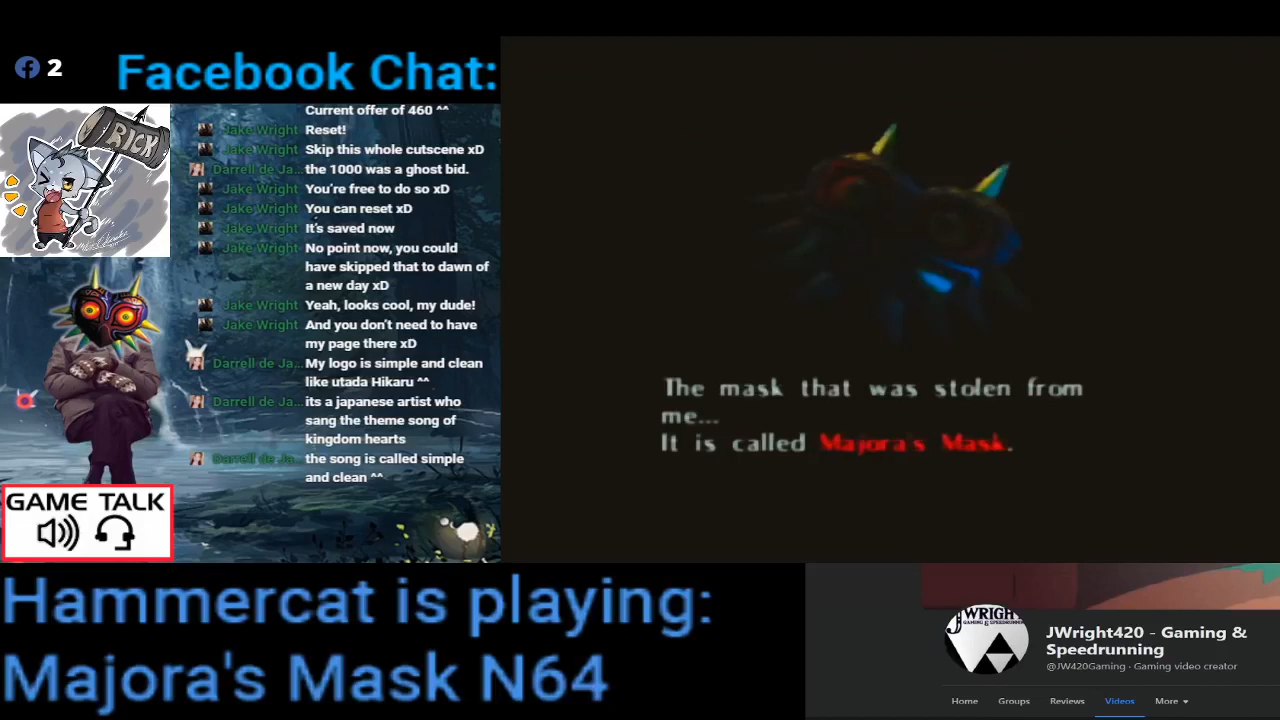 2
Facebook Chat:
RICK
Current offer of 460 ^^
Jake Wright Reset!
Jake Wright Skip this whole cutscene xD
Darrell de Ja... the 1000 was a ghost bid.
Jake Wright You're free to do so xD
Jake Wright You can reset xD
Jake Wright It's saved now
Jake Wright No point now, you could
have skipped that to dawn of
a new day xD
Jake Wright Yeah, looks cool, my dude!
Jake Wright And you don't need to have
my page there xD
Darrell de Ja... My logo is simple and clean
like utada Hikaru ^^
Darrell de Ja... its a japanese artist who
sang the theme song of
kingdom hearts
Darrell de Ja... the song is called simple
and clean ^^
GAME TALK
The mask that was stolen from
me...
It is called Majora's Mask.
Hammercat is playing:
Majora's Mask N64
JWRIGHT
GAMING & SPEEDRUNNING
JWright420 - Gaming &
Speedrunning
@JW420Gaming · Gaming video creator
Home Groups Reviews Videos More